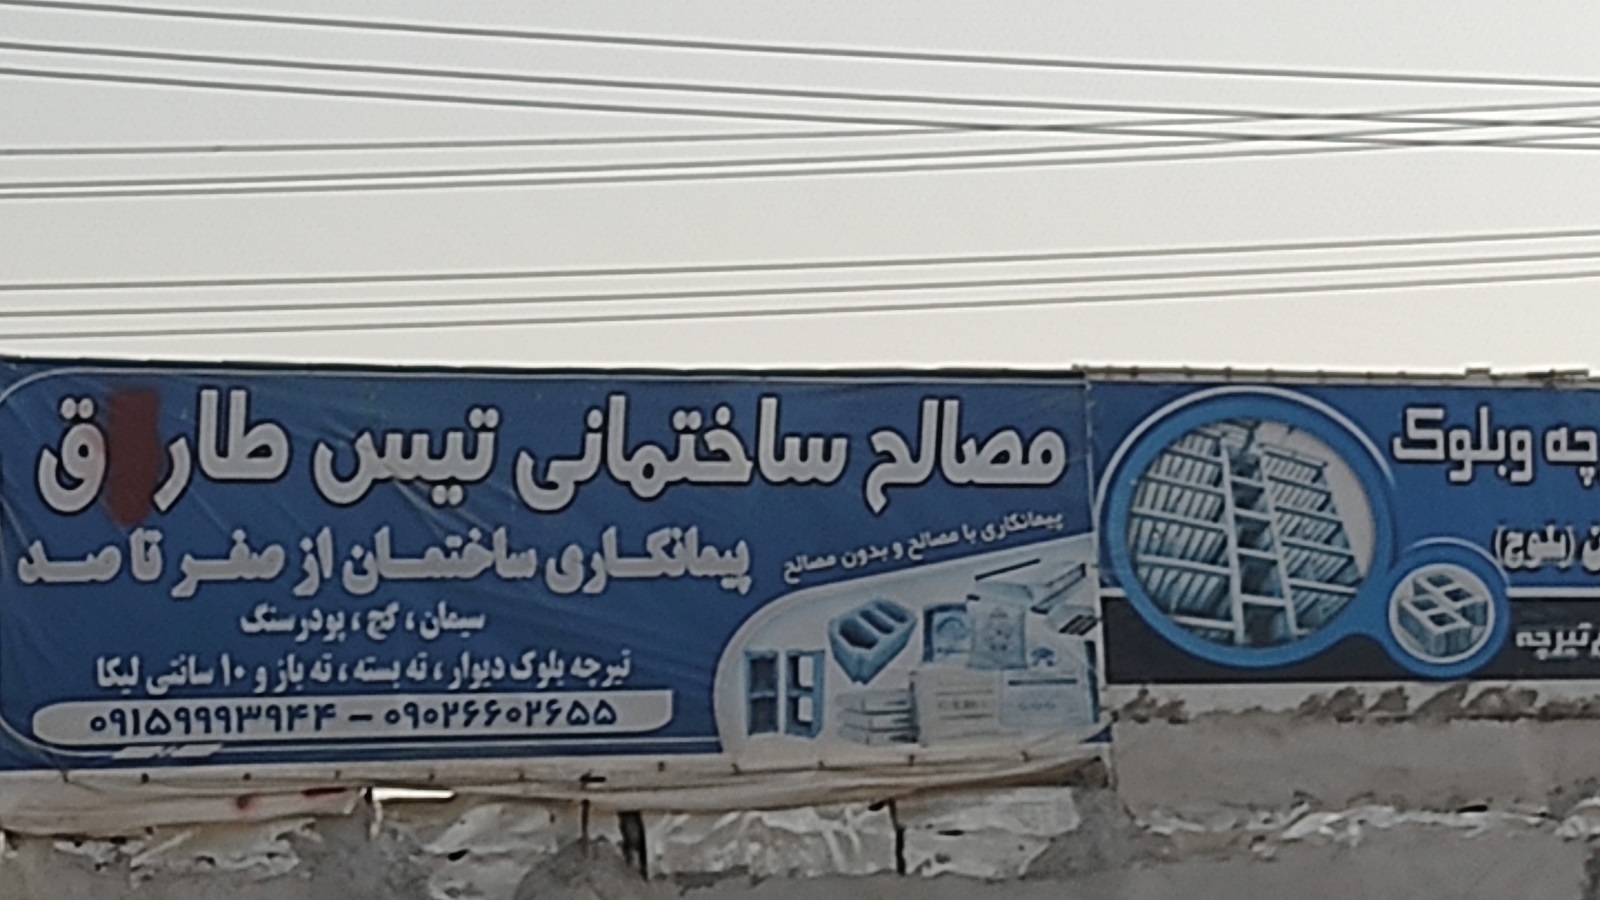 مصالح ساختمانی تیس طارق
پیمانکاری با مصالح و بدون مصالح
پیمانکاری ساختمان از صفر تا صد
سیمان ، گچ ، پودرسنگ
تیرچه بلوک دیوار ، ته بسته ، ته باز و ۱۰ سانتی لیکا
۰۹۱۵۹۹۹۳۹۴۴ - ۰۹۰۲۶۶۰۲۶۵۵
چه وبلوک
(بلوچ)
تیرچه